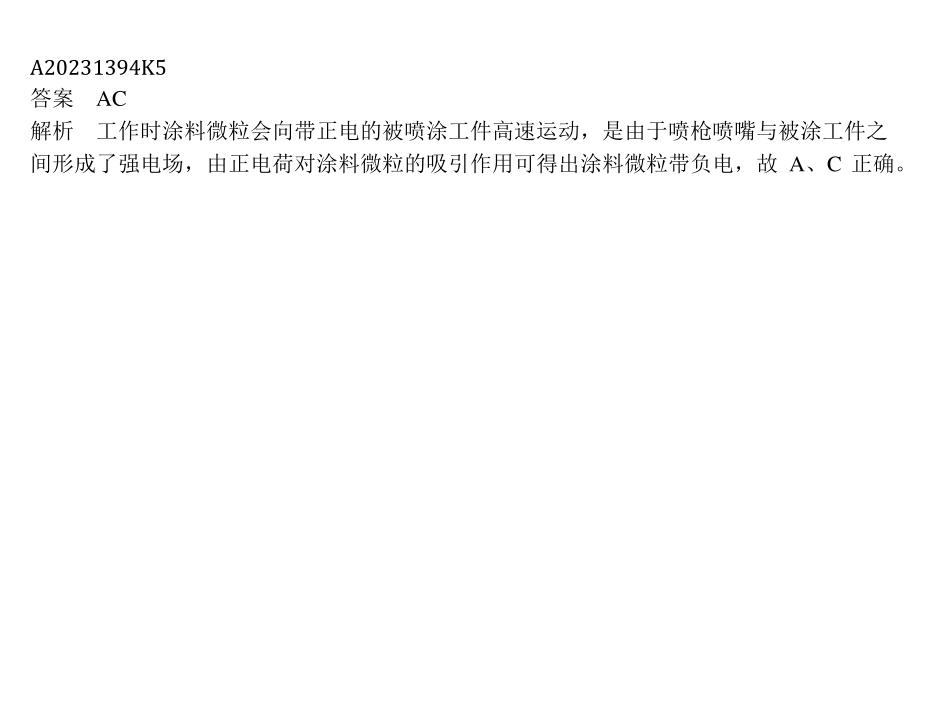 A20231394K5
答案 AC
解析 工作时涂料微粒会向带正电的被喷涂工件高速运动，是由于喷枪喷嘴与被涂工件之
间形成了强电场，由正电荷对涂料微粒的吸引作用可得出涂料微粒带负电，故 A、C 正确。